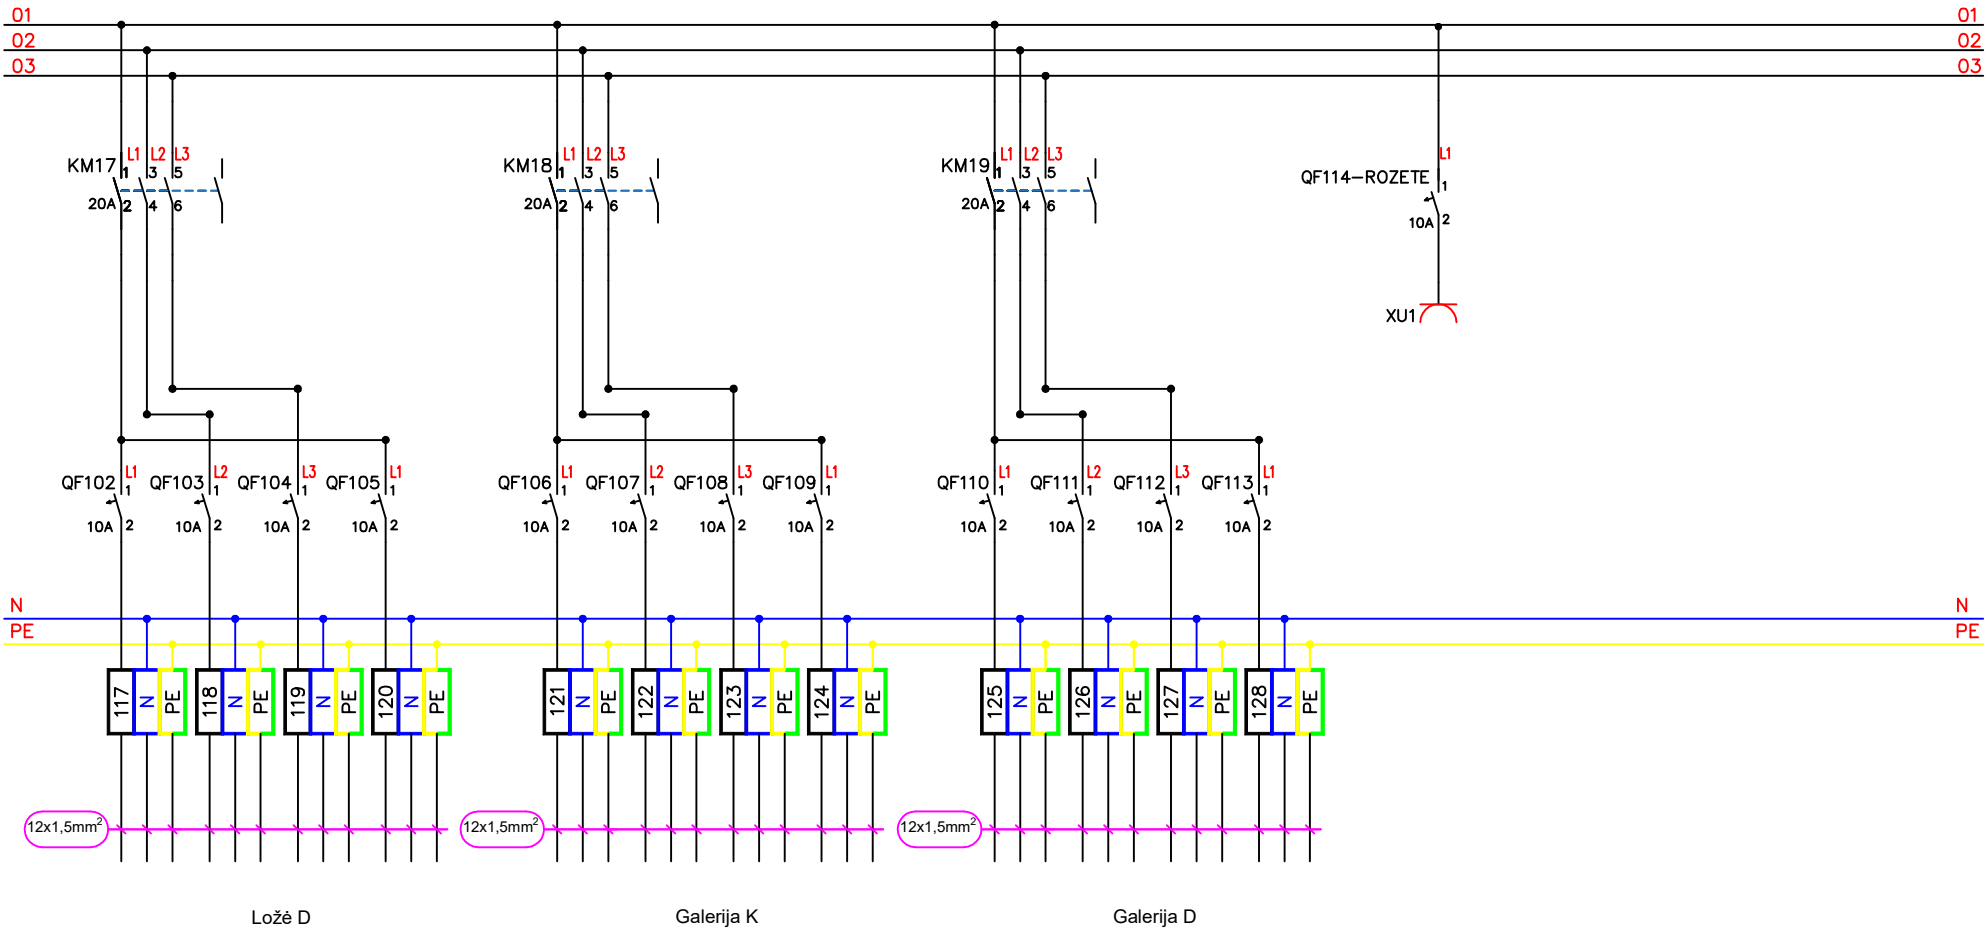 01 01
02 02
03 03
L1 L2 L3 L1 L2 L3 L1 L2 L3 L1
KM17 1 3 5 KM18 1 3 5 KM19 1 3 5 QF114-ROZETE 1
20A 2 4 6 20A 2 4 6 20A 2 4 6 10A 2
XU1
L1 L2 L3 L1 L1 L2 L3 L1 L1 L2 L3 L1
QF102 1 QF103 1 QF104 1 QF105 1 QF106 1 QF107 1 QF108 1 QF109 1 QF110 1 QF111 1 QF112 1 QF113 1
10A 2 10A 2 10A 2 10A 2 10A 2 10A 2 10A 2 10A 2 10A 2 10A 2 10A 2 10A 2
N N
PE PE
117 N PE 118 N PE 119 N PE 120 N PE 121 N PE 122 N PE 123 N PE 124 N PE 125 N PE 126 N PE 127 N PE 128 N PE
12x1,5mm² 12x1,5mm² 12x1,5mm²
Ložė D Galerija K Galerija D